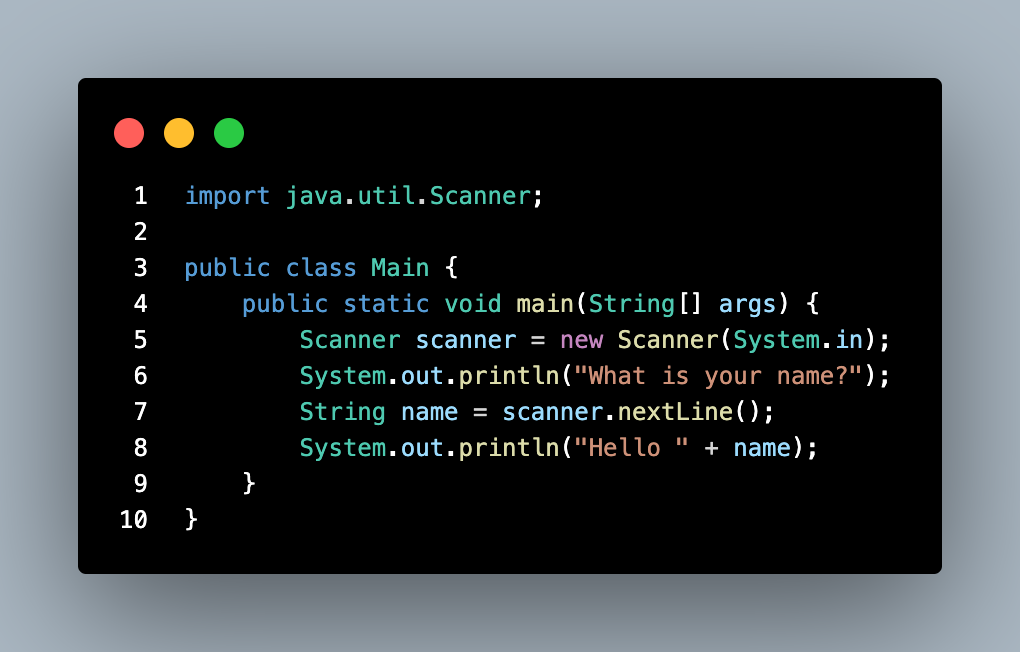 1 import java.util.Scanner;
2
3 public class Main {
4     public static void main(String[] args) {
5         Scanner scanner = new Scanner(System.in);
6         System.out.println("What is your name?");
7         String name = scanner.nextLine();
8         System.out.println("Hello " + name);
9     }
10 }